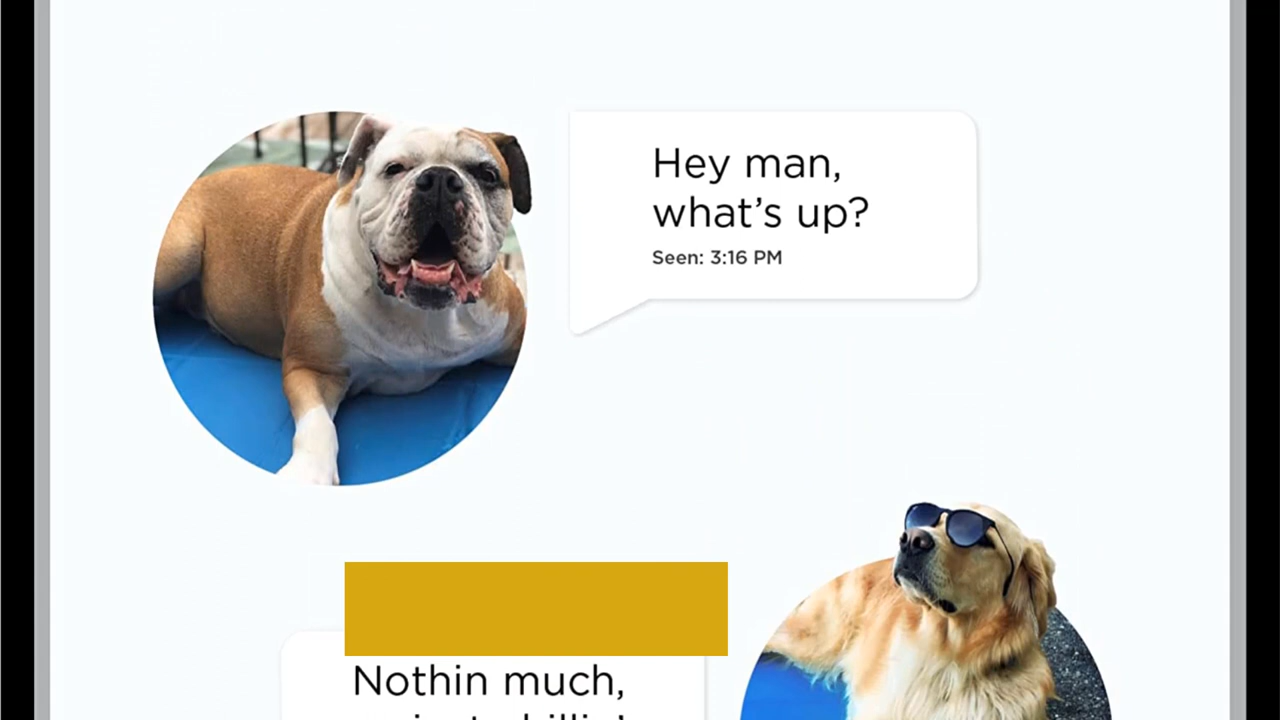 Hey man,
what’s up?
Seen: 3:16 PM
Nothin much,